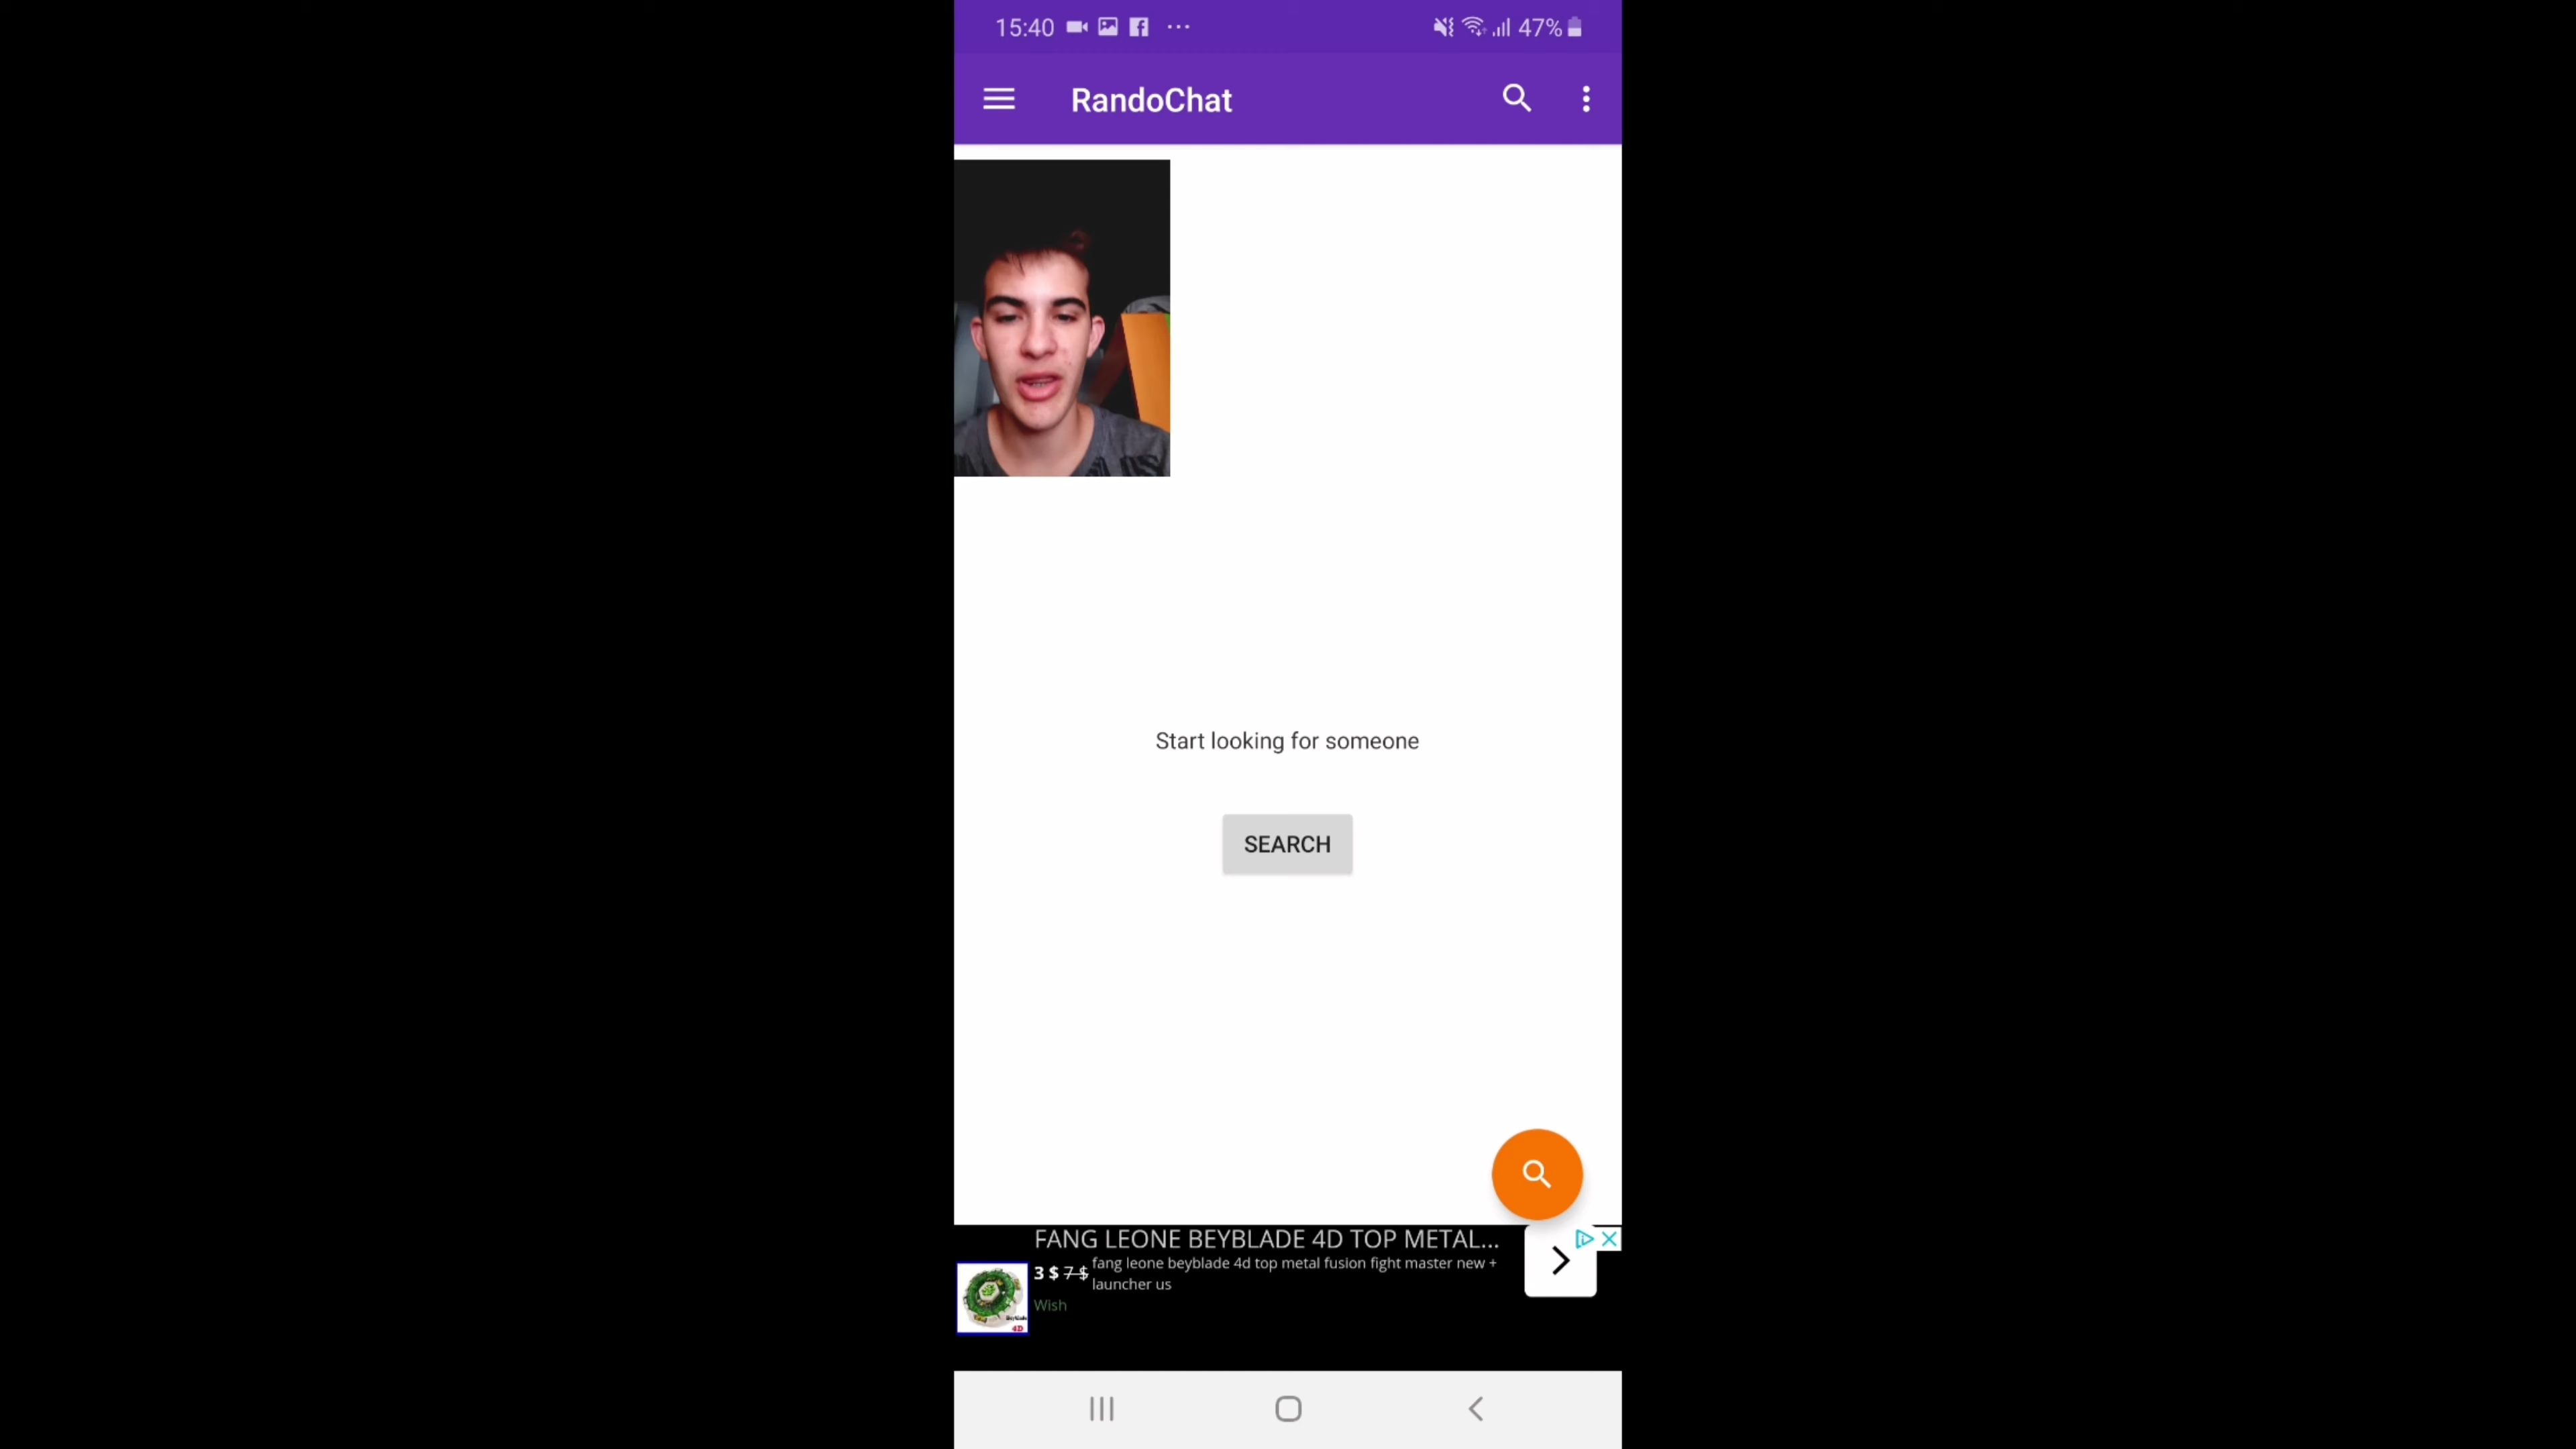 15:40
47%
RandoChat
Start looking for someone
SEARCH
FANG LEONE BEYBLADE 4D TOP METAL...
3 $ 7 $ fang leone beyblade 4d top metal fusion fight master new +
launcher us
Wish
4D